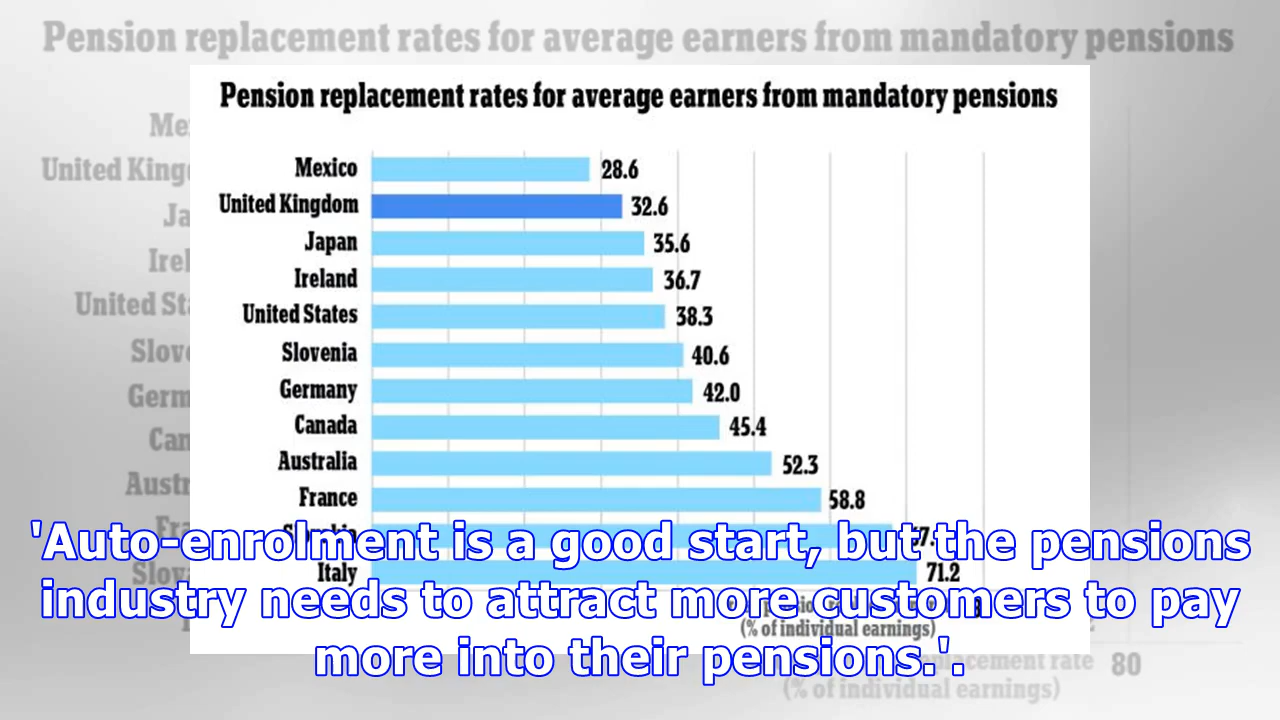 Pension replacement rates for average earners from mandatory pensions
Pension replacement rates for average earners from mandatory pensions
Mexico 28.6
United Kingdom 32.6
Japan 35.6
Ireland 36.7
United States 38.3
Slovenia 40.6
Germany 42.0
Canada 45.4
Australia 52.3
France 58.8
'Auto-enrolment is a good start, but the pensions
Italy 71.2
industry needs to attract more customers to pay
(% of individual earnings)
more into their pensions.'.
rate 80
(% of individual earnings)